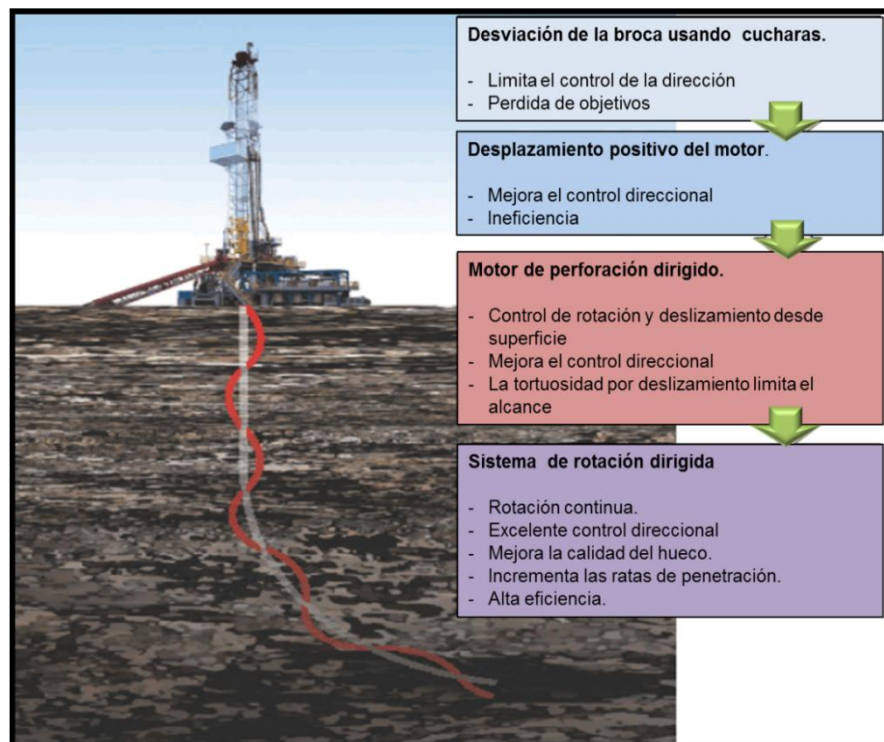 Desviación de la broca usando cucharas.
- Limita el control de la dirección
- Perdida de objetivos
Desplazamiento positivo del motor.
- Mejora el control direccional
- Ineficiencia
Motor de perforación dirigido.
- Control de rotación y deslizamiento desde
superficie
- Mejora el control direccional
- La tortuosidad por deslizamiento limita el
alcance
Sistema de rotación dirigida
- Rotación continua.
- Excelente control direccional
- Mejora la calidad del hueco.
- Incrementa las ratas de penetración.
- Alta eficiencia.